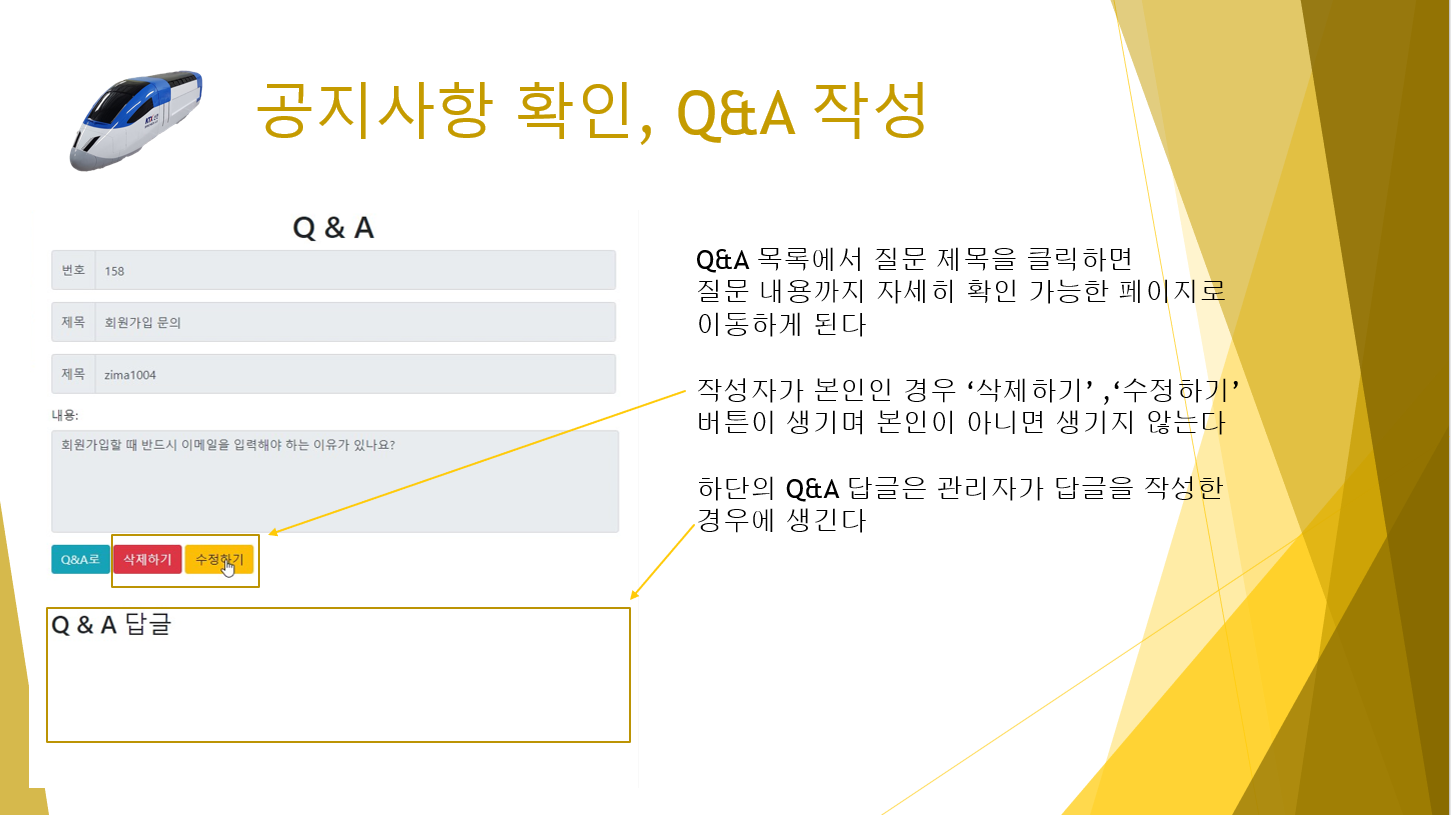 공지사항 확인, Q&A 작성
Q & A
번호 158
제목 회원가입 문의
제목 zima1004
내용:
회원가입할 때 반드시 이메일을 입력해야 하는 이유가 있나요?
Q&A로 삭제하기 수정하기
Q & A 답글
Q&A 목록에서 질문 제목을 클릭하면
질문 내용까지 자세히 확인 가능한 페이지로
이동하게 된다
작성자가 본인인 경우 ‘삭제하기’ ,‘수정하기’
버튼이 생기며 본인이 아니면 생기지 않는다
하단의 Q&A 답글은 관리자가 답글을 작성한
경우에 생긴다